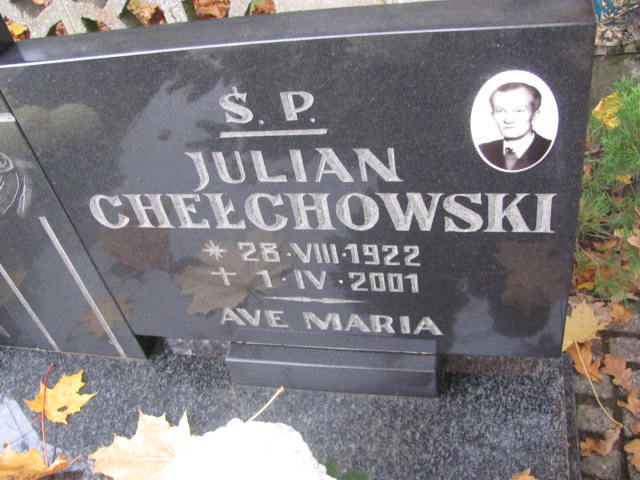 Ś. P.
JULIAN
CHEŁCHOWSKI
* 28·VIII·1922
† 1·IV·2001
AVE MARIA